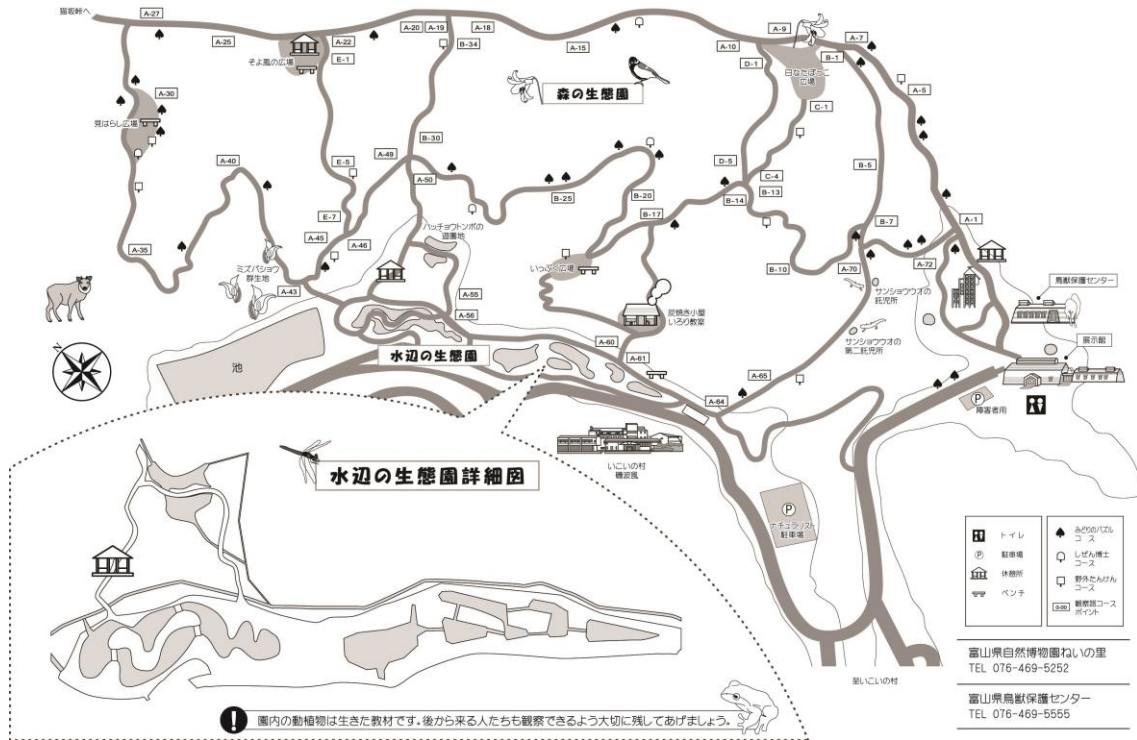 猫坂峠へ
A-27
A-25
A-22
A-20
A-19
A-18
A-15
A-10
A-9
A-7
そよ風の広場
E-1
B-34
D-1
B-1
日なたぼっこ
広場
A-5
森の生態園
A-30
見はらし広場
C-1
A-40
E-5
A-49
B-30
A-50
D-5
C-4
B-5
B-20
B-25
B-13
B-14
B-17
B-7
A-1
E-7
A-35
A-45
A-46
ハッチョウトンボの
遊園地
ミズバショウ
群生地
A-43
いっぷく広場
B-10
A-70
A-72
サンショウウオの
託児所
鳥獣保護センター
A-55
A-56
炭焼き小屋
いろり教室
サンショウウオの
第二託児所
展示館
N
池
水辺の生態園
A-60
A-61
A-65
A-64
P
障害者用
いこいの村
磯波風
水辺の生態園詳細図
P
ナチュラリスト
駐車場
トイレ
P 駐車場
休憩所
ベンチ
みどりのパズル
コース
しぜん博士
コース
野外たんけん
コース
0-00 観察路コース
ポイント
至いこいの村
富山県自然博物園ねいの里
TEL 076-469-5252
富山県鳥獣保護センター
TEL 076-469-5555
! 園内の動植物は生きた教材です。後から来る人たちも観察できるよう大切に残してあげましょう。